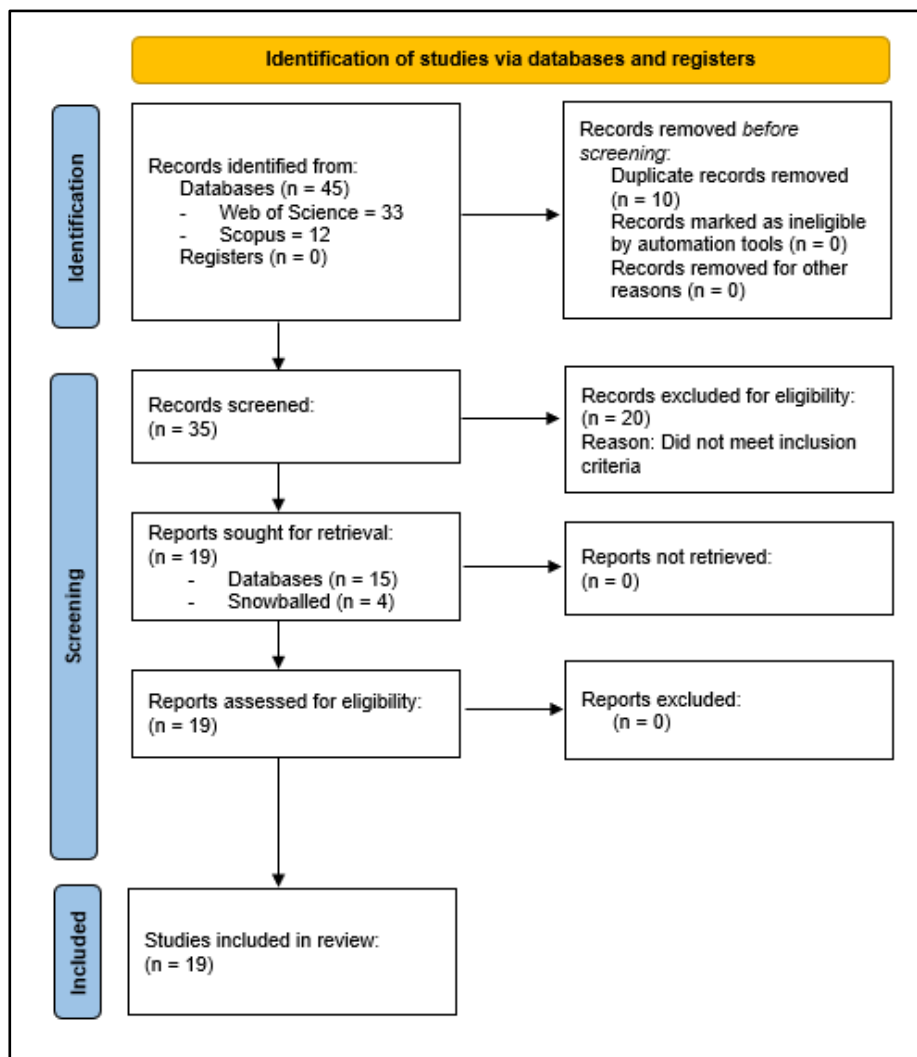 Identification of studies via databases and registers
Identification
Records identified from:
Databases (n = 45)
- Web of Science = 33
- Scopus = 12
Registers (n = 0)
Records removed before
screening:
Duplicate records removed
(n = 10)
Records marked as ineligible
by automation tools (n = 0)
Records removed for other
reasons (n = 0)
Screening
Records screened:
(n = 35)
Records excluded for eligibility:
(n = 20)
Reason: Did not meet inclusion
criteria
Reports sought for retrieval:
(n = 19)
- Databases (n = 15)
- Snowballed (n = 4)
Reports not retrieved:
(n = 0)
Reports assessed for eligibility:
(n = 19)
Reports excluded:
(n = 0)
Included
Studies included in review:
(n = 19)